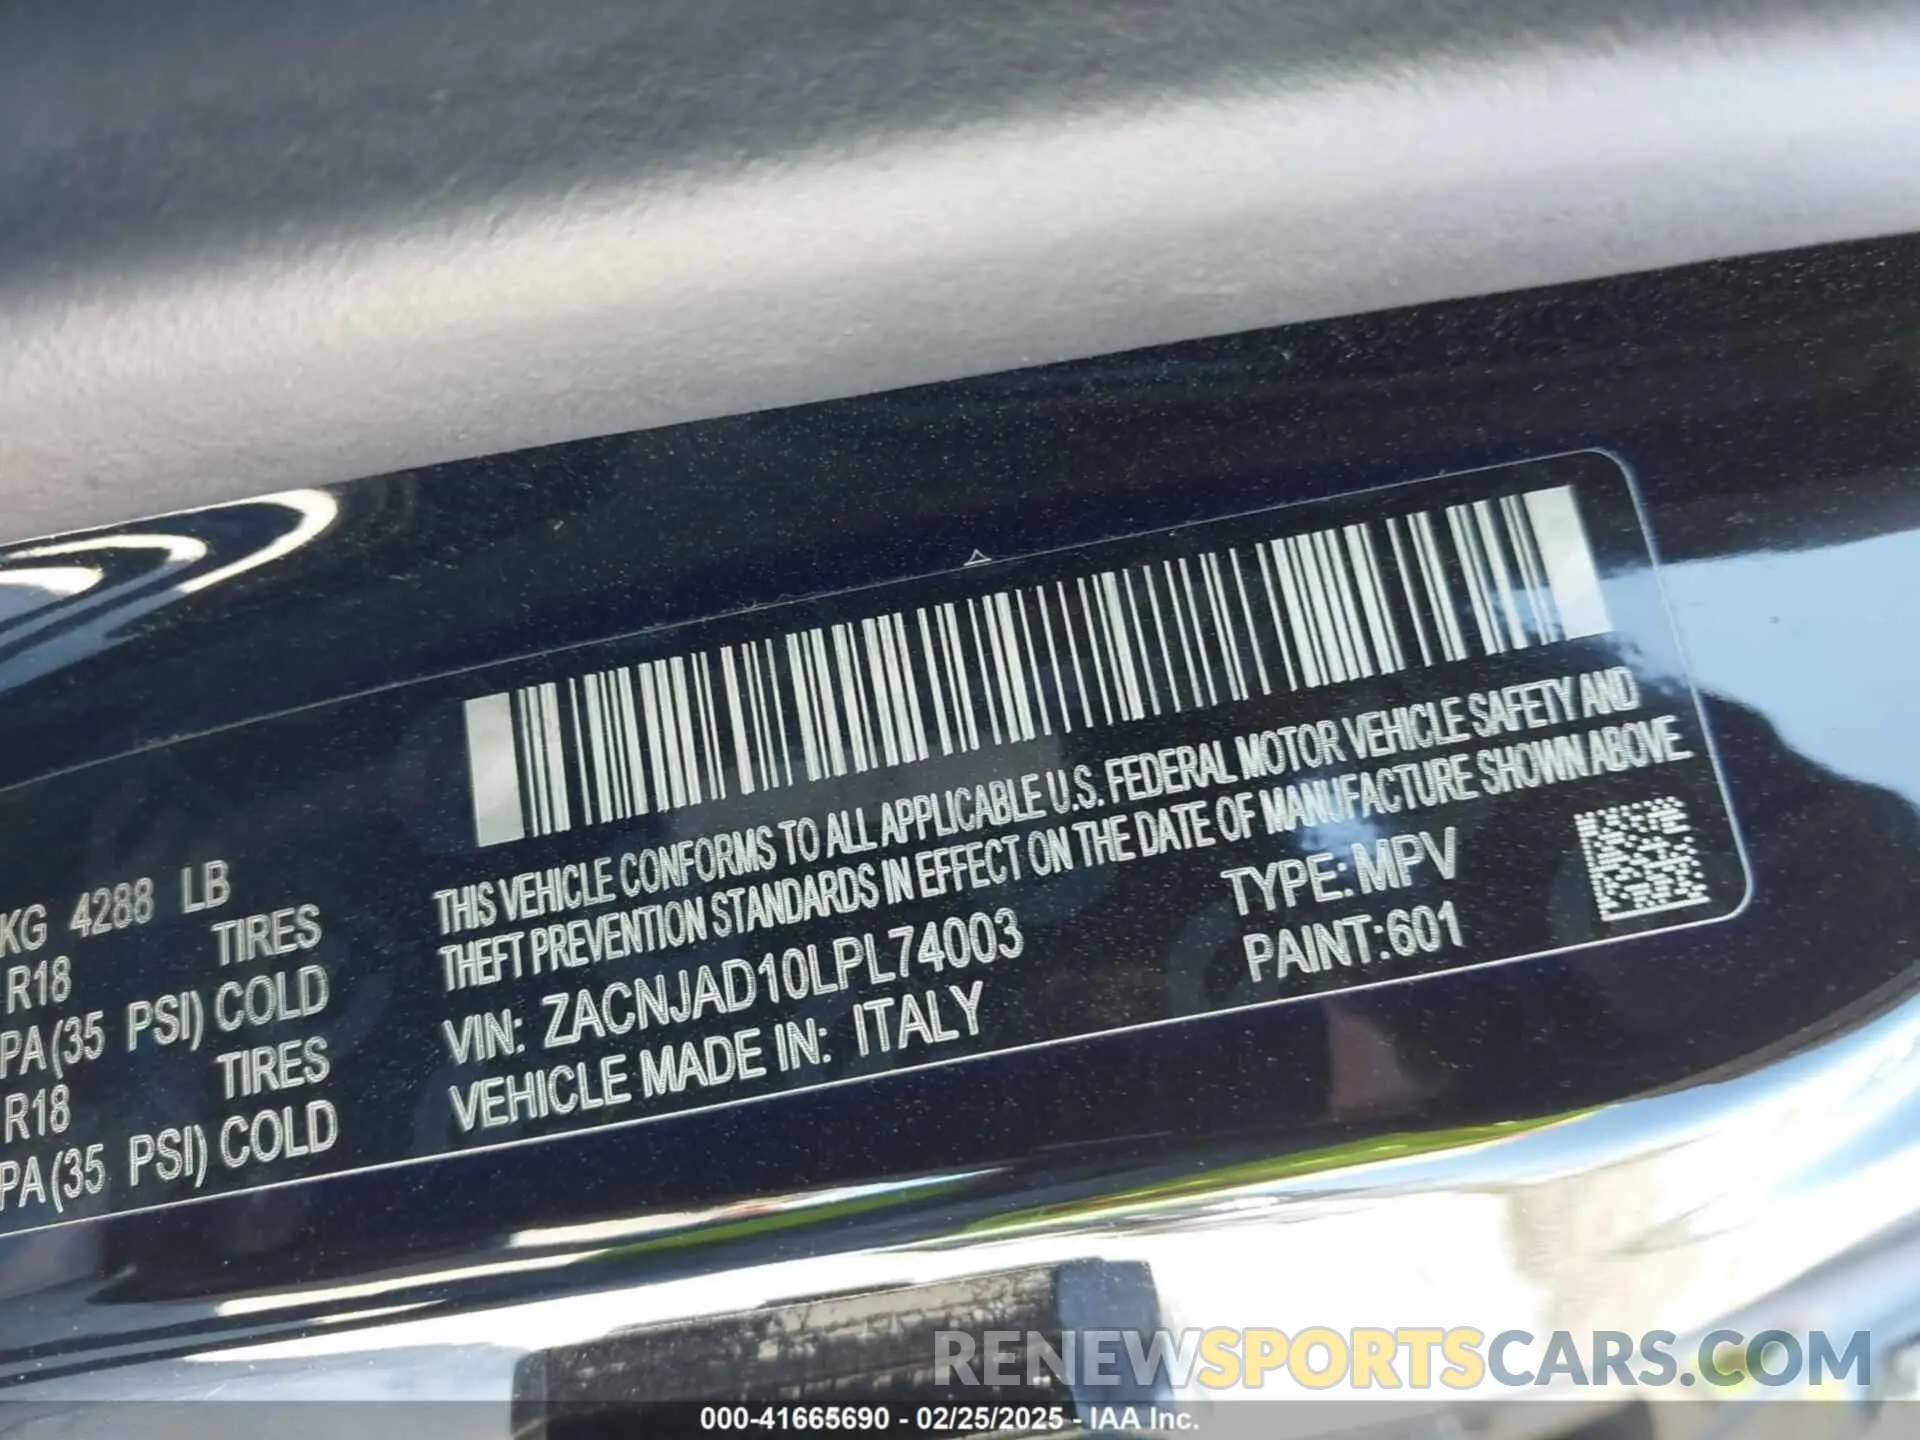 KG 4288 LB
R18 TIRES
PA (35 PSI) COLD
R18 TIRES
PA (35 PSI) COLD
THIS VEHICLE CONFORMS TO ALL APPLICABLE U.S. FEDERAL MOTOR VEHICLE SAFETY AND
THEFT PREVENTION STANDARDS IN EFFECT ON THE DATE OF MANUFACTURE SHOWN ABOVE.
VIN: ZACNJAD10LPL74003
TYPE: MPV
VEHICLE MADE IN: ITALY
PAINT:601
RENEWSPORTSCARS.COM
000-41665690 - 02/25/2025 - IAA Inc.